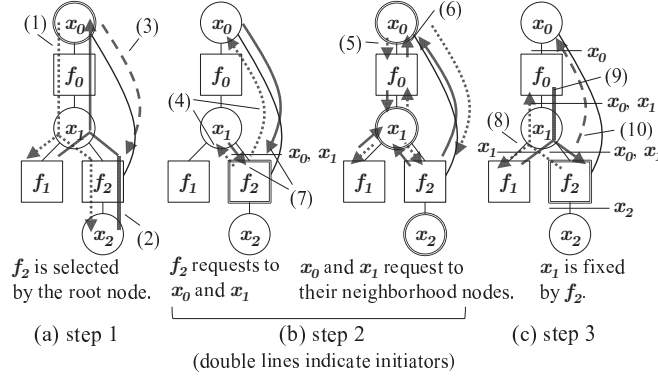 (1) x0 (3)
f0
x1
f1 f2
x2 (2)
f2 is selected
by the root node.
(a) step 1
x0
f0
(4)
x1
x0, x1
f1 f2 (7)
x2
f2 requests to
x0 and x1
(5) x0 (6)
f0
x1
f1 f2
x2
x0 and x1 request to
their neighborhood nodes.
(b) step 2
(double lines indicate initiators)
x0
x0
f0 (9)
x0, x1
(8) x1 (10)
x1 x0, x1
f1 f2
x2
x2
x1 is fixed
by f2.
(c) step 3